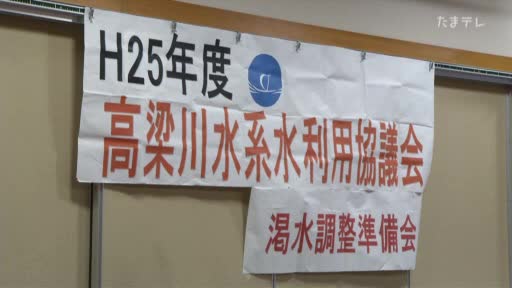 たまテレ
H25年度
高梁川水系水利用協議会
渇水調整準備会